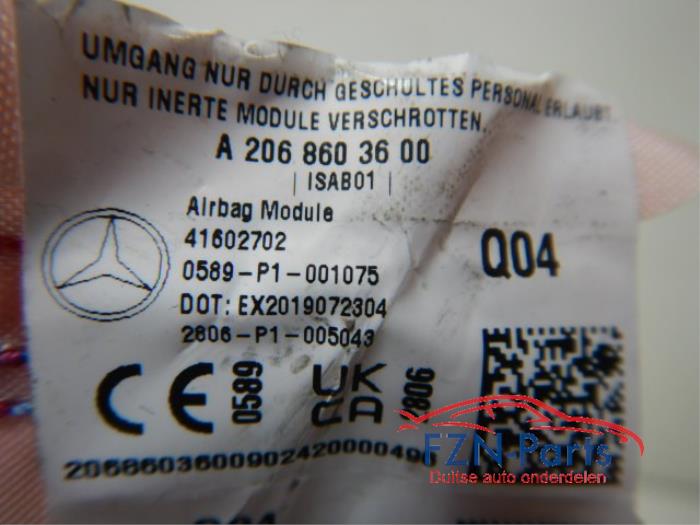 UMGANG NUR DURCH GESCHULTES PERSONAL ERLAUBT
NUR INERTE MODULE VERSCHROTTEN.
A 206 860 36 00
| ISAB01 |
Airbag Module
41602702
0589-P1-001075
DOT: EX2019072304
2806-P1-005043
Q04
CE 0589
UK CA 2806
FZN-Parts
Duitse auto onderdelen